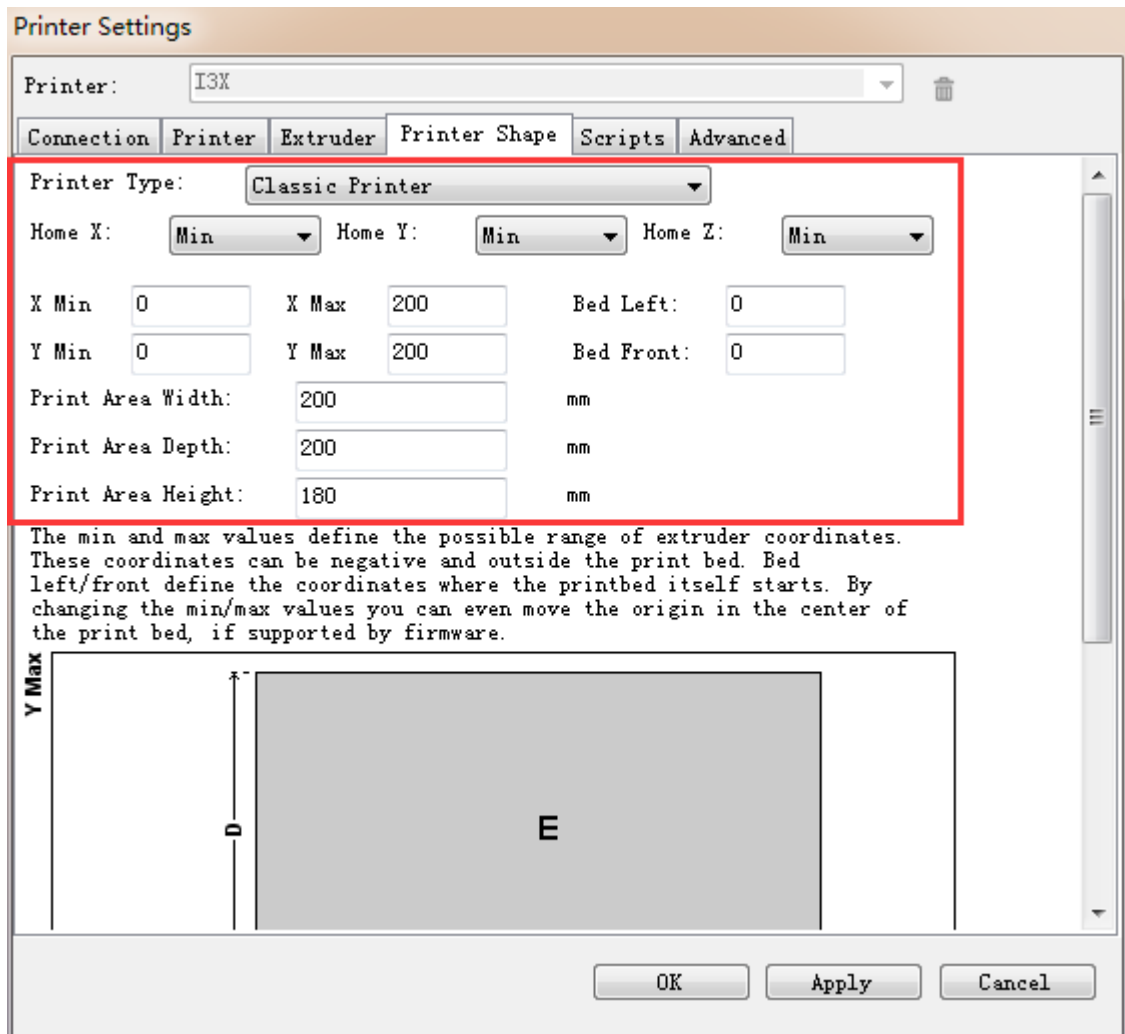 Printer Settings
Printer: I3X
Connection Printer Extruder Printer Shape Scripts Advanced
Printer Type: Classic Printer
Home X: Min Home Y: Min Home Z: Min
X Min 0 X Max 200 Bed Left: 0
Y Min 0 Y Max 200 Bed Front: 0
Print Area Width: 200 mm
Print Area Depth: 200 mm
Print Area Height: 180 mm
The min and max values define the possible range of extruder coordinates.
These coordinates can be negative and outside the print bed. Bed
left/front define the coordinates where the printbed itself starts. By
changing the min/max values you can even move the origin in the center of
the print bed, if supported by firmware.
Y Max
D
E
OK Apply Cancel